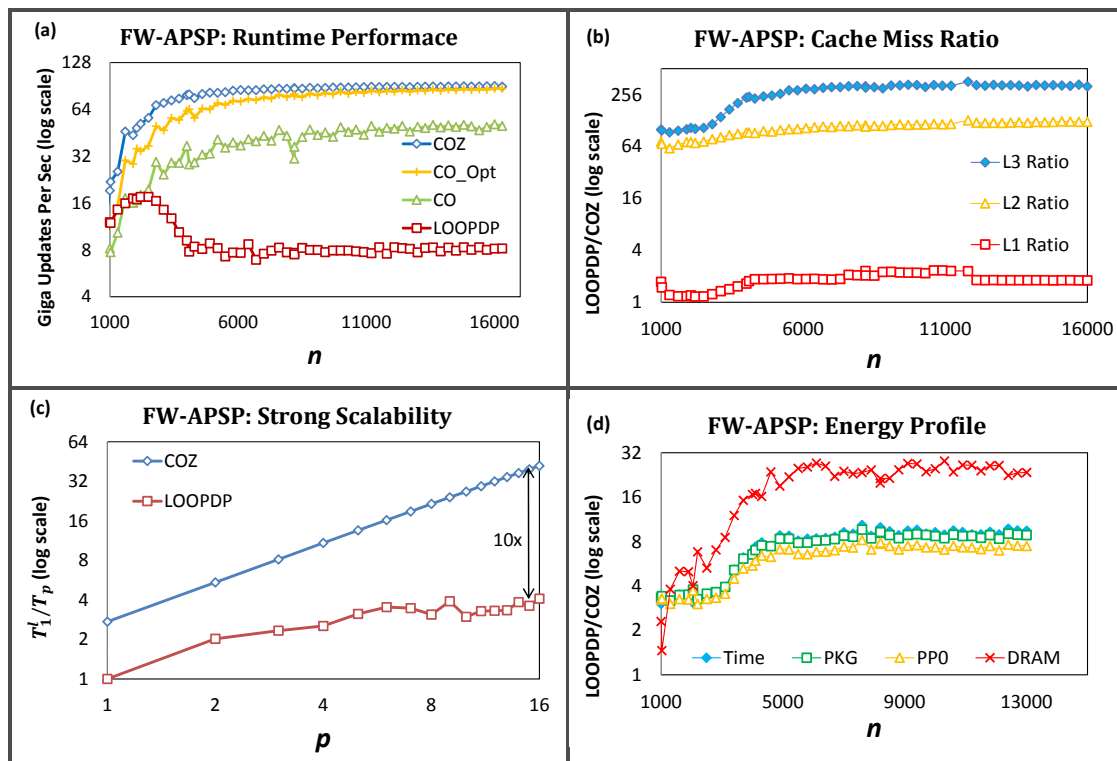 (a)
FW-APSP: Runtime Performace
Giga Updates Per Sec (log scale)
128
64
32
16
8
4
COZ
CO_Opt
CO
LOOPDP
1000 6000 11000 16000
n
(b)
FW-APSP: Cache Miss Ratio
LOOPDP/COZ (log scale)
256
64
16
4
1
L3 Ratio
L2 Ratio
L1 Ratio
1000 6000 11000 16000
n
(c)
FW-APSP: Strong Scalability
T₁ˡ/Tₚ (log scale)
64
32
16
8
4
2
1
COZ
LOOPDP
10x
1 2 4 8 16
p
(d)
FW-APSP: Energy Profile
LOOPDP/COZ (log scale)
32
16
8
4
2
1
Time PKG PP0 DRAM
1000 5000 9000 13000
n